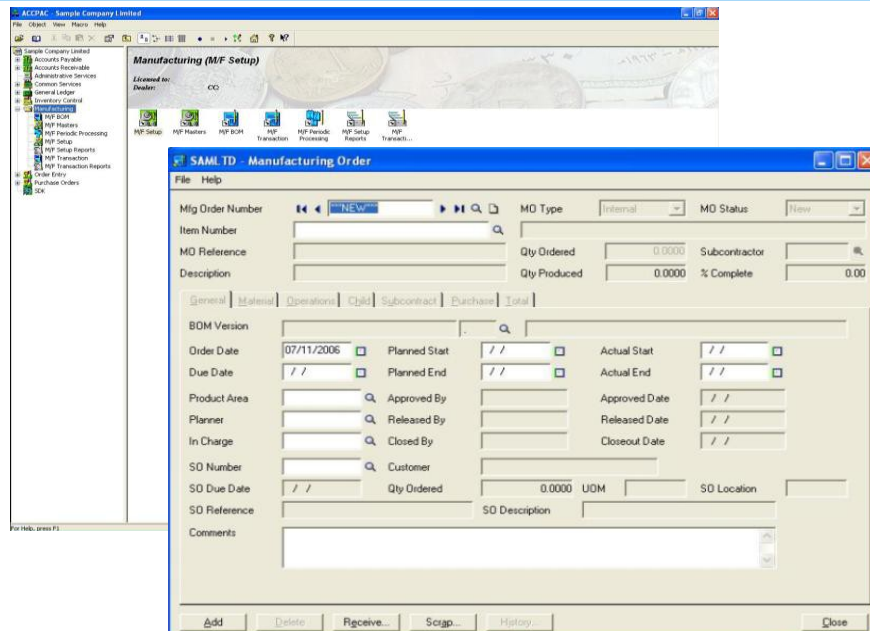 ACCPAC - Sample Company Limited
File Object View Macro Help
Sample Company Limited
Accounts Payable
Accounts Receivable
Administrative Services
Common Services
General Ledger
Inventory Control
Manufacturing
M/F BOM
M/F Masters
M/F Periodic Processing
M/F Setup
M/F Setup Reports
M/F Transaction
M/F Transaction Reports
Order Entry
Purchase Orders
SDK
Manufacturing (M/F Setup)
Licensed to:
Dealer:
M/F Setup M/F Masters M/F BOM M/F Transaction M/F Periodic Processing M/F Setup Reports M/F Transacti...
For Help, press F1
SAMLTD - Manufacturing Order
File Help
Mfg Order Number ***NEW*** MO Type Internal MO Status New
Item Number
MO Reference Qty Ordered 0.0000 Subcontractor
Description Qty Produced 0.0000 % Complete 0.00
General Material Operations Child Subcontract Purchase Total
BOM Version .
Order Date 07/11/2006 Planned Start / / Actual Start / /
Due Date / / Planned End / / Actual End / /
Product Area Approved By Approved Date / /
Planner Released By Released Date / /
In Charge Closed By Closeout Date / /
SO Number Customer
SO Due Date / / Qty Ordered 0.0000 UOM SO Location
SO Reference SO Description
Comments
Add Delete Receive... Scrap... History... Close